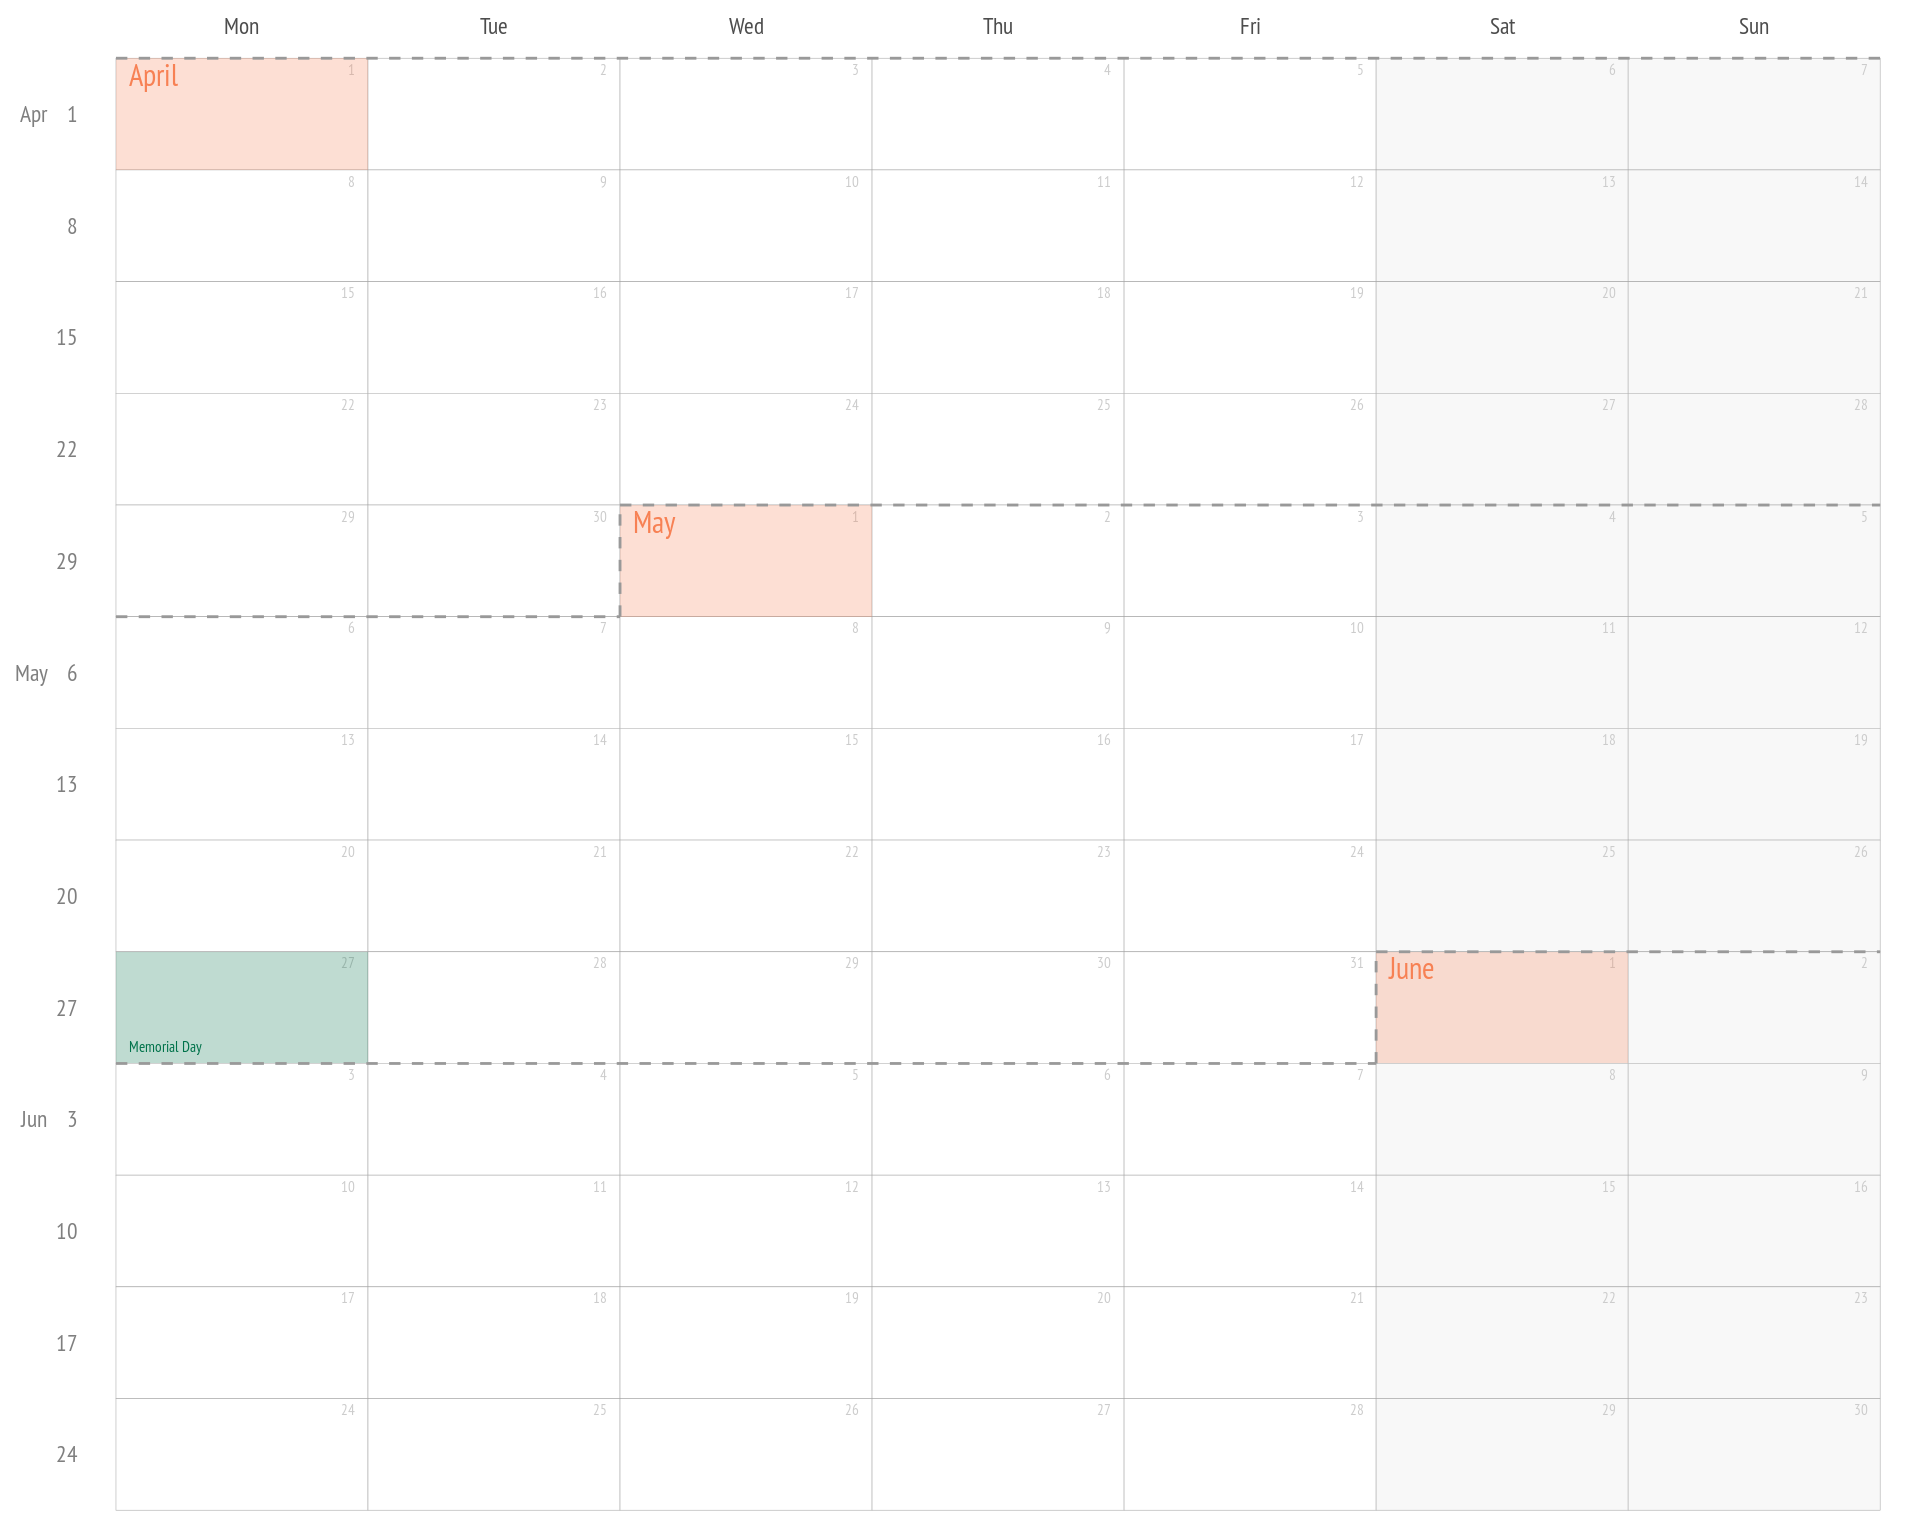 Mon Tue Wed Thu Fri Sat Sun
April 1 2 3 4 5 6 7
Apr 1
8 9 10 11 12 13 14
8
15 16 17 18 19 20 21
15
22 23 24 25 26 27 28
22
29 30 May 1 2 3 4 5
29
6 7 8 9 10 11 12
May 6
13 14 15 16 17 18 19
13
20 21 22 23 24 25 26
20
27 28 29 30 31 June 1 2
27
Memorial Day
3 4 5 6 7 8 9
Jun 3
10 11 12 13 14 15 16
10
17 18 19 20 21 22 23
17
24 25 26 27 28 29 30
24